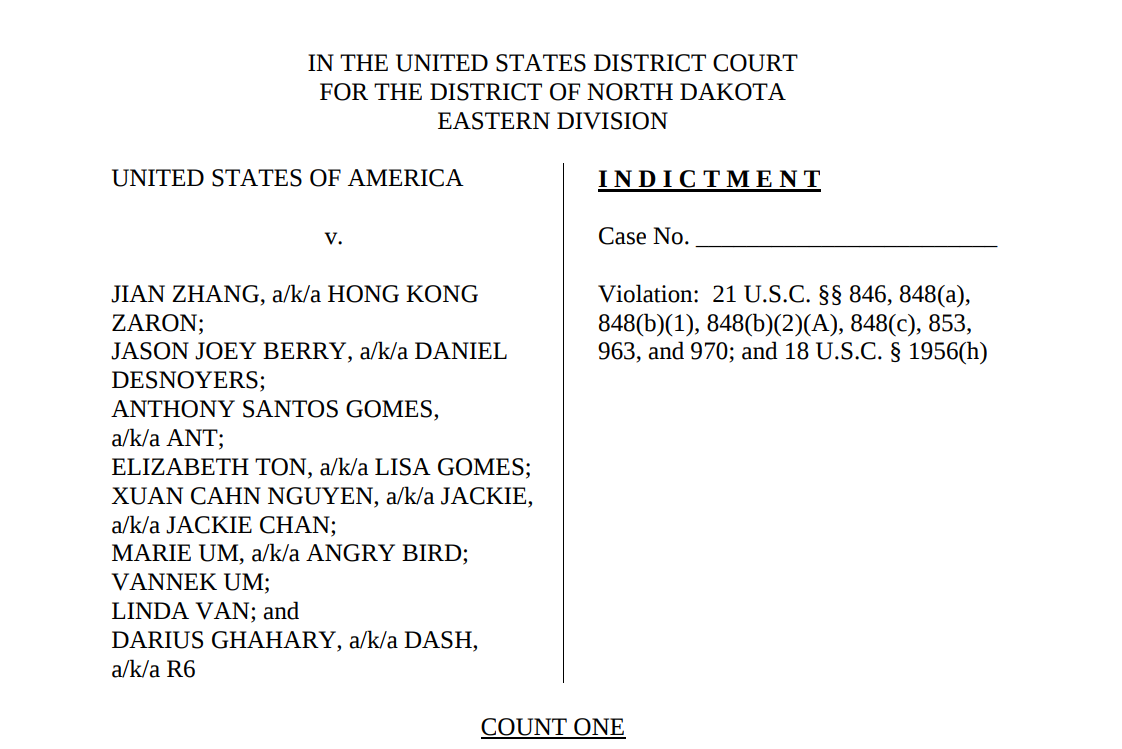 IN THE UNITED STATES DISTRICT COURT
FOR THE DISTRICT OF NORTH DAKOTA
EASTERN DIVISION
UNITED STATES OF AMERICA
v.
JIAN ZHANG, a/k/a HONG KONG
ZARON;
JASON JOEY BERRY, a/k/a DANIEL
DESNOYERS;
ANTHONY SANTOS GOMES,
a/k/a ANT;
ELIZABETH TON, a/k/a LISA GOMES;
XUAN CAHN NGUYEN, a/k/a JACKIE,
a/k/a JACKIE CHAN;
MARIE UM, a/k/a ANGRY BIRD;
VANNEK UM;
LINDA VAN; and
DARIUS GHAHARY, a/k/a DASH,
a/k/a R6
I N D I C T M E N T
Case No. ________________________
Violation:  21 U.S.C. §§ 846, 848(a),
848(b)(1), 848(b)(2)(A), 848(c), 853,
963, and 970; and 18 U.S.C. § 1956(h)
COUNT ONE